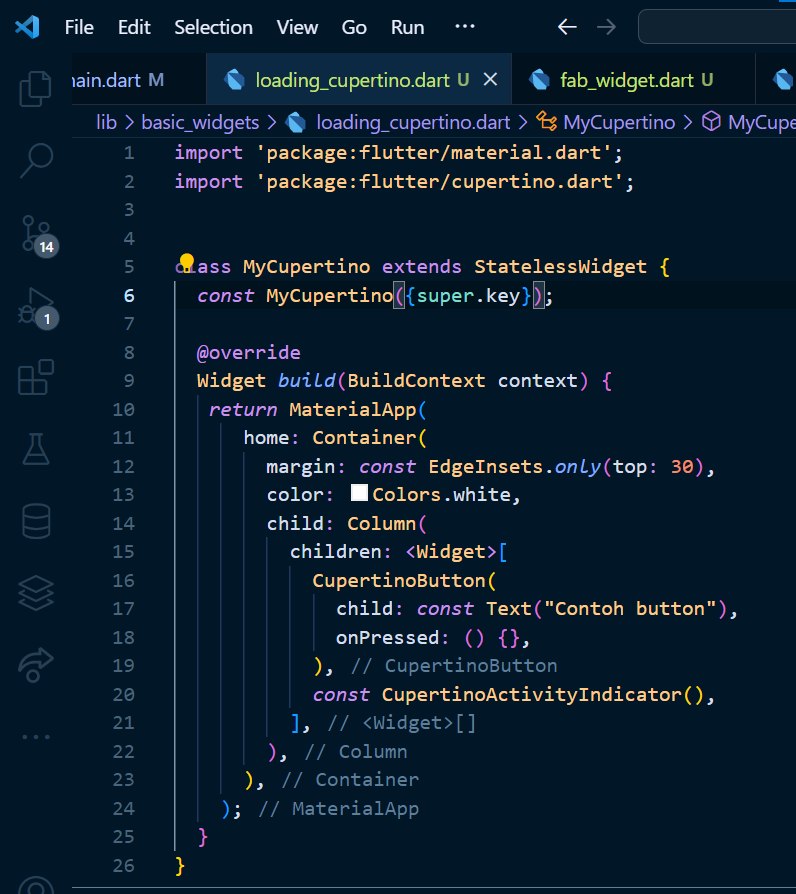 File Edit Selection View Go Run ...
main.dart M loading_cupertino.dart U fab_widget.dart U
lib > basic_widgets > loading_cupertino.dart > MyCupertino > MyCupe
1 import 'package:flutter/material.dart';
2 import 'package:flutter/cupertino.dart';
3
4
5 class MyCupertino extends StatelessWidget {
6 const MyCupertino({super.key});
7
8 @override
9 Widget build(BuildContext context) {
10 return MaterialApp(
11 home: Container(
12 margin: const EdgeInsets.only(top: 30),
13 color: Colors.white,
14 child: Column(
15 children: <Widget>[
16 CupertinoButton(
17 child: const Text("Contoh button"),
18 onPressed: () {},
19 ), // CupertinoButton
20 const CupertinoActivityIndicator(),
21 ], // <Widget>[]
22 ), // Column
23 ), // Container
24 ); // MaterialApp
25 }
26 }
14
1